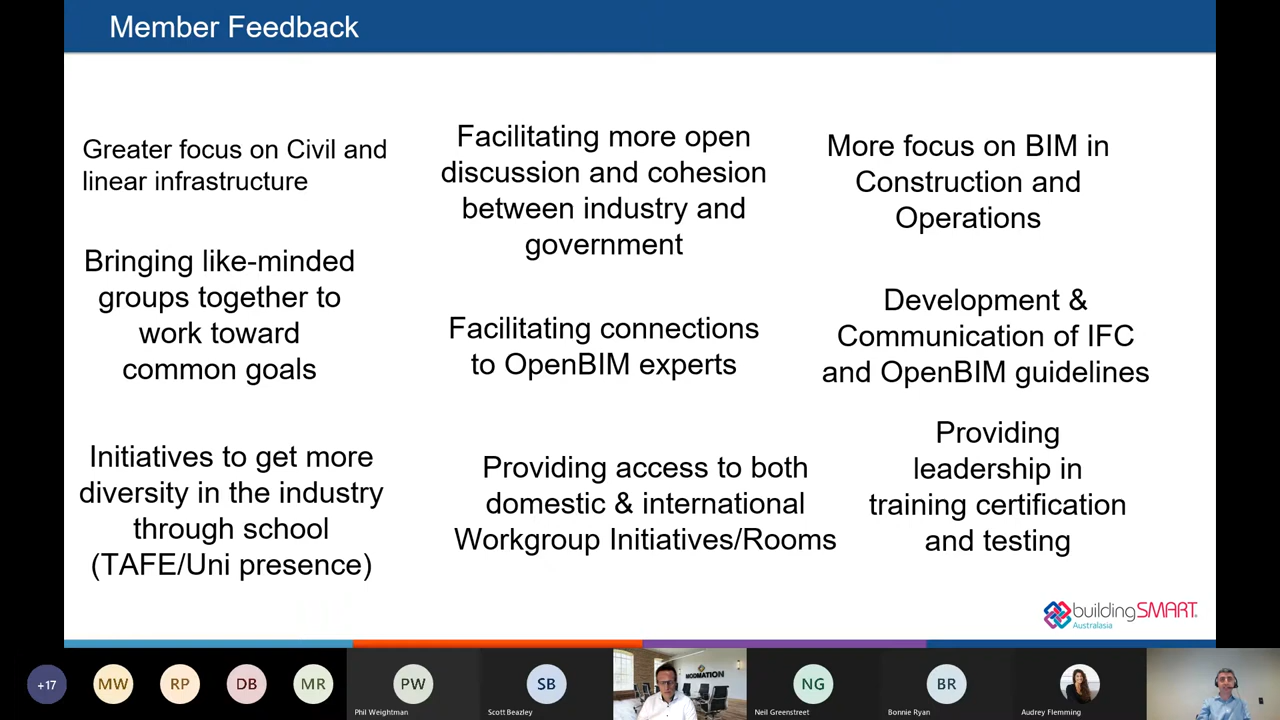 Member Feedback
Greater focus on Civil and
linear infrastructure
Facilitating more open
discussion and cohesion
between industry and
government
More focus on BIM in
Construction and
Operations
Bringing like-minded
groups together to
work toward
common goals
Facilitating connections
to OpenBIM experts
Development &
Communication of IFC
and OpenBIM guidelines
Initiatives to get more
diversity in the industry
through school
(TAFE/Uni presence)
Providing access to both
domestic & international
Workgroup Initiatives/Rooms
Providing
leadership in
training certification
and testing
buildingSMART
Australasia
+17
MW
RP
DB
MR
PW
Phil Weightman
SB
Scott Beazley
MODMATION
NG
Neil Greenstreet
BR
Bonnie Ryan
Audrey Flemming